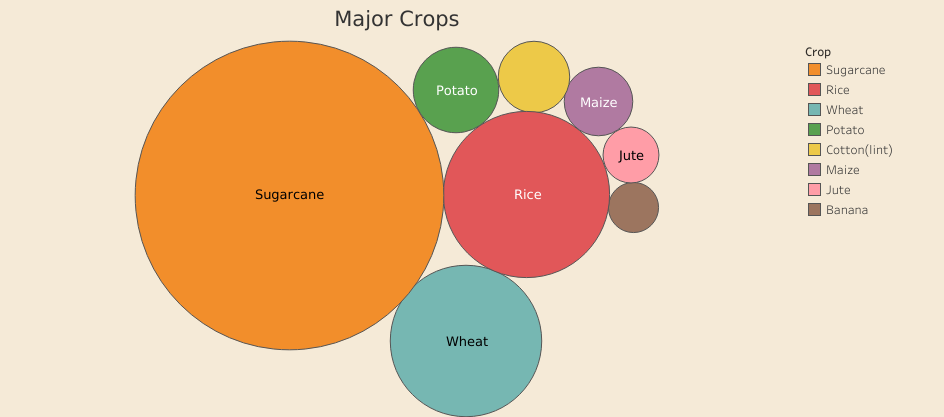 Major Crops
Sugarcane
Potato
Maize
Jute
Rice
Wheat
Crop
Sugarcane
Rice
Wheat
Potato
Cotton(lint)
Maize
Jute
Banana